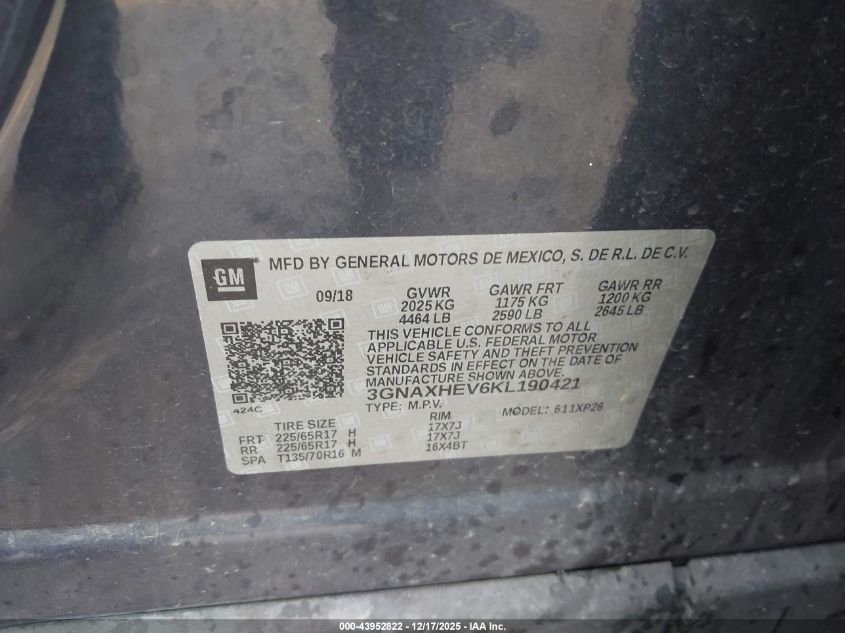 GM
MFD BY GENERAL MOTORS DE MEXICO, S. DE R.L. DE C.V.
09/18 GVWR GAWR FRT GAWR RR
2025 KG 1175 KG 1200 KG
4464 LB 2590 LB 2645 LB
THIS VEHICLE CONFORMS TO ALL
APPLICABLE U.S. FEDERAL MOTOR
VEHICLE SAFETY AND THEFT PREVENTION
STANDARDS IN EFFECT ON THE DATE OF
MANUFACTURE SHOWN ABOVE.
3GNAXHEV6KL190421
424C TYPE: M.P.V. MODEL: 611XP26
TIRE SIZE RIM
FRT 225/65R17 H 17X7J
RR 225/65R17 H 17X7J
SPA T135/70R16 M 16X4BT
000-43952822 - 12/17/2025 - IAA Inc.